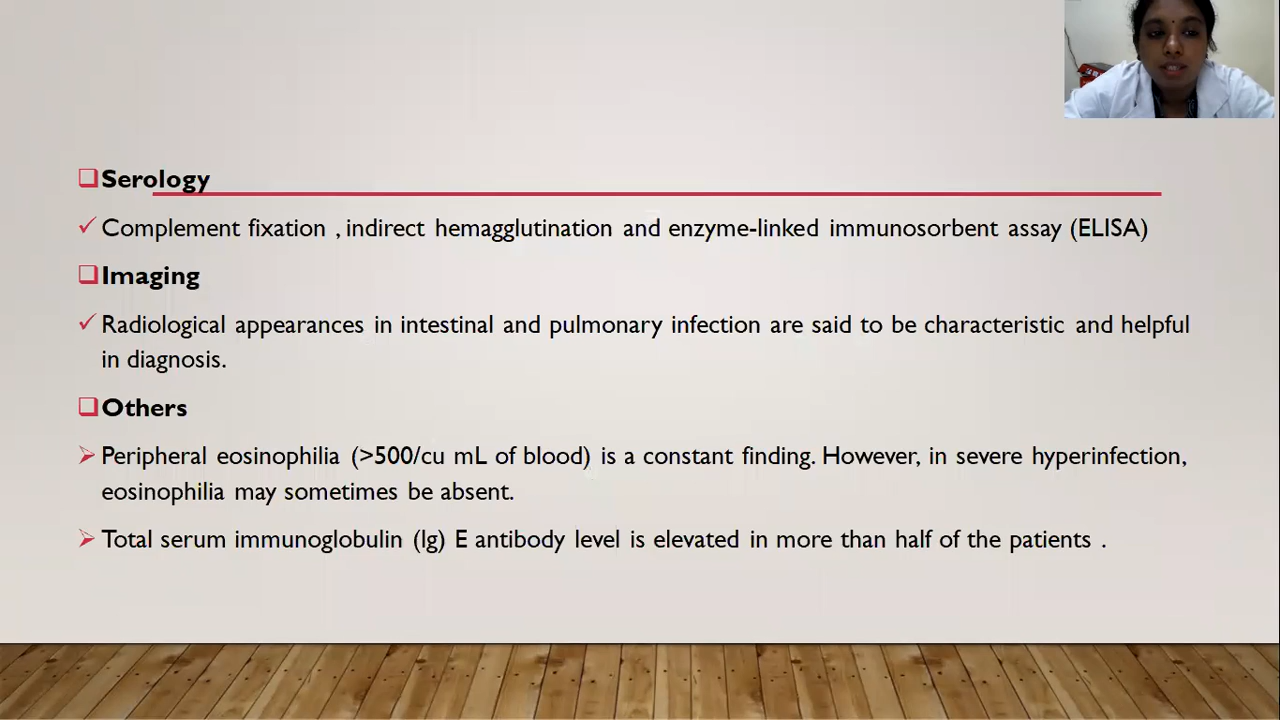 Serology
Complement fixation , indirect hemagglutination and enzyme-linked immunosorbent assay (ELISA)
Imaging
Radiological appearances in intestinal and pulmonary infection are said to be characteristic and helpful
in diagnosis.
Others
Peripheral eosinophilia (>500/cu mL of blood) is a constant finding. However, in severe hyperinfection,
eosinophilia may sometimes be absent.
Total serum immunoglobulin (Ig) E antibody level is elevated in more than half of the patients .